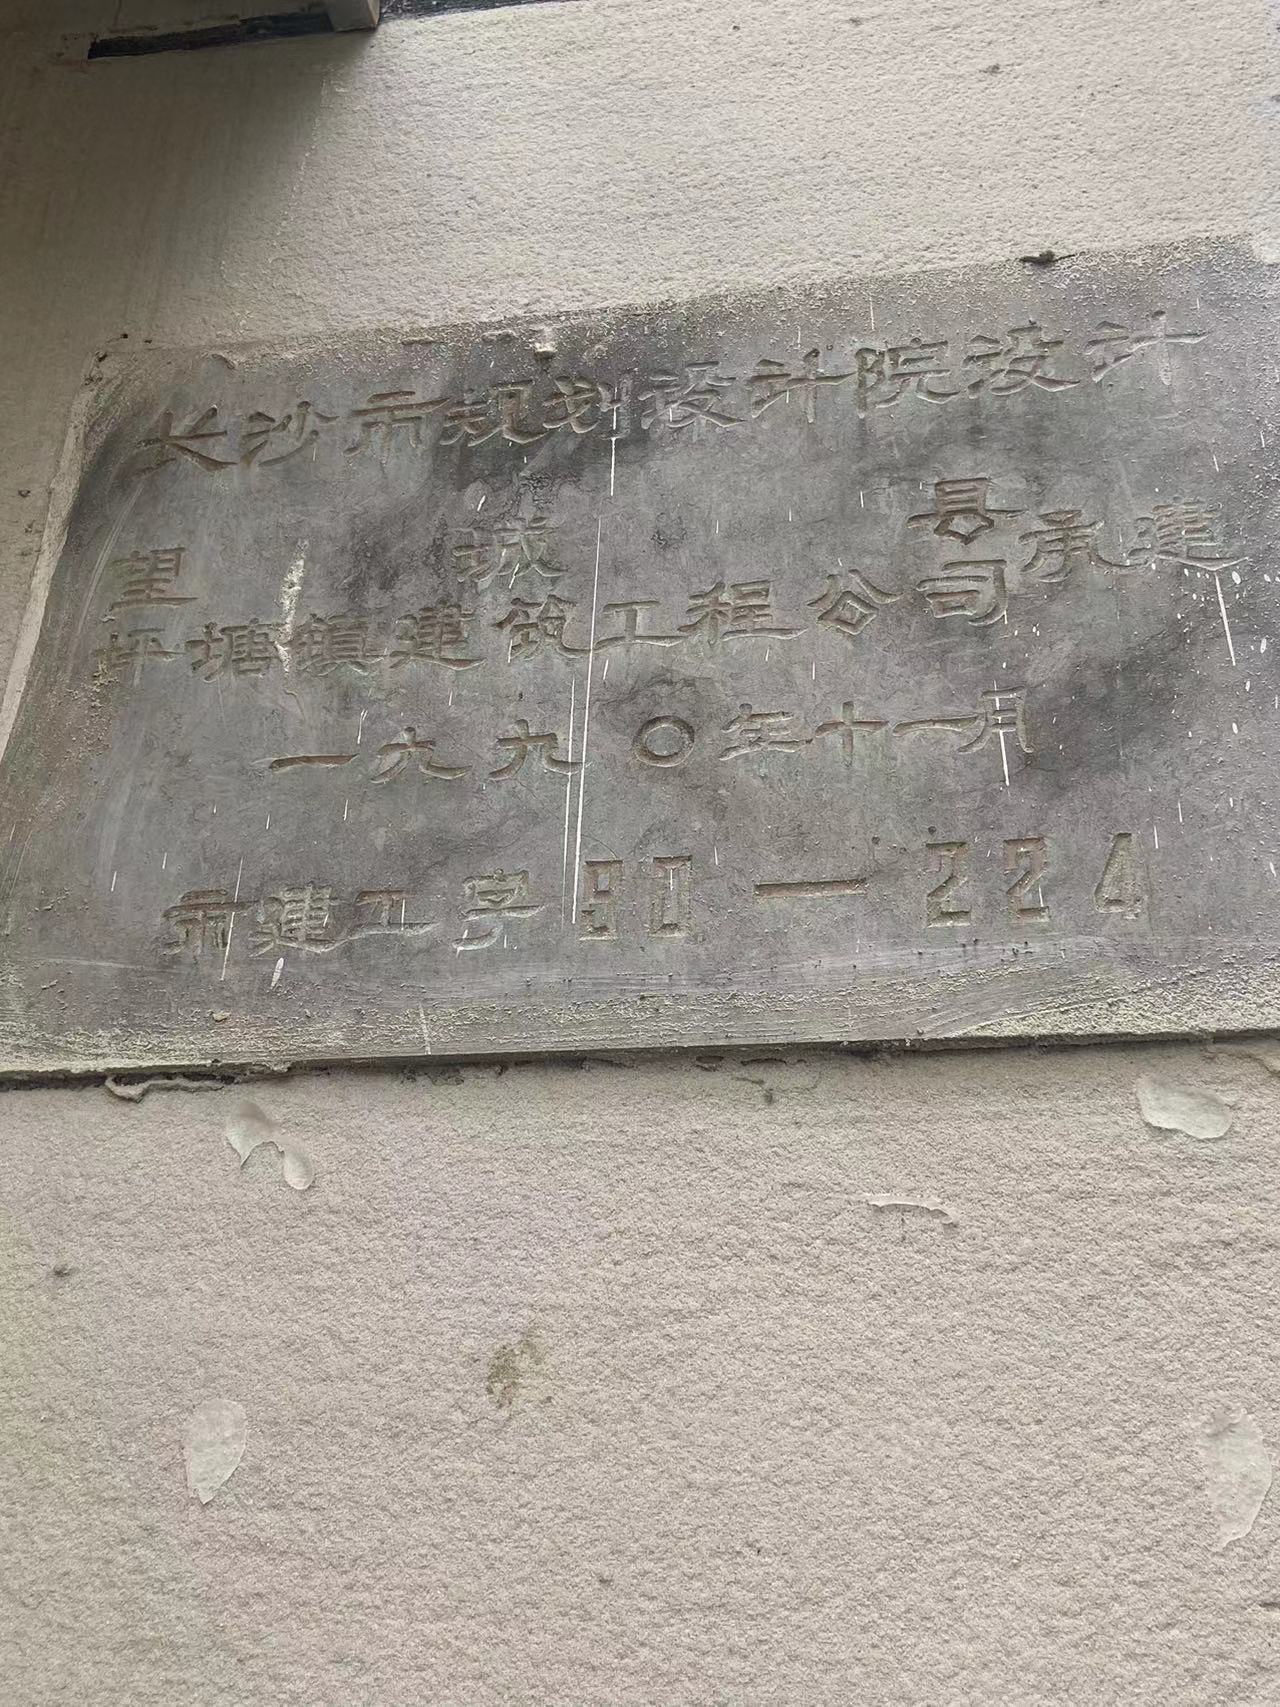 长沙市规划设计院设计
望城县
坪塘镇建筑工程公司承建
一九九〇年十一月
市建工字90—224